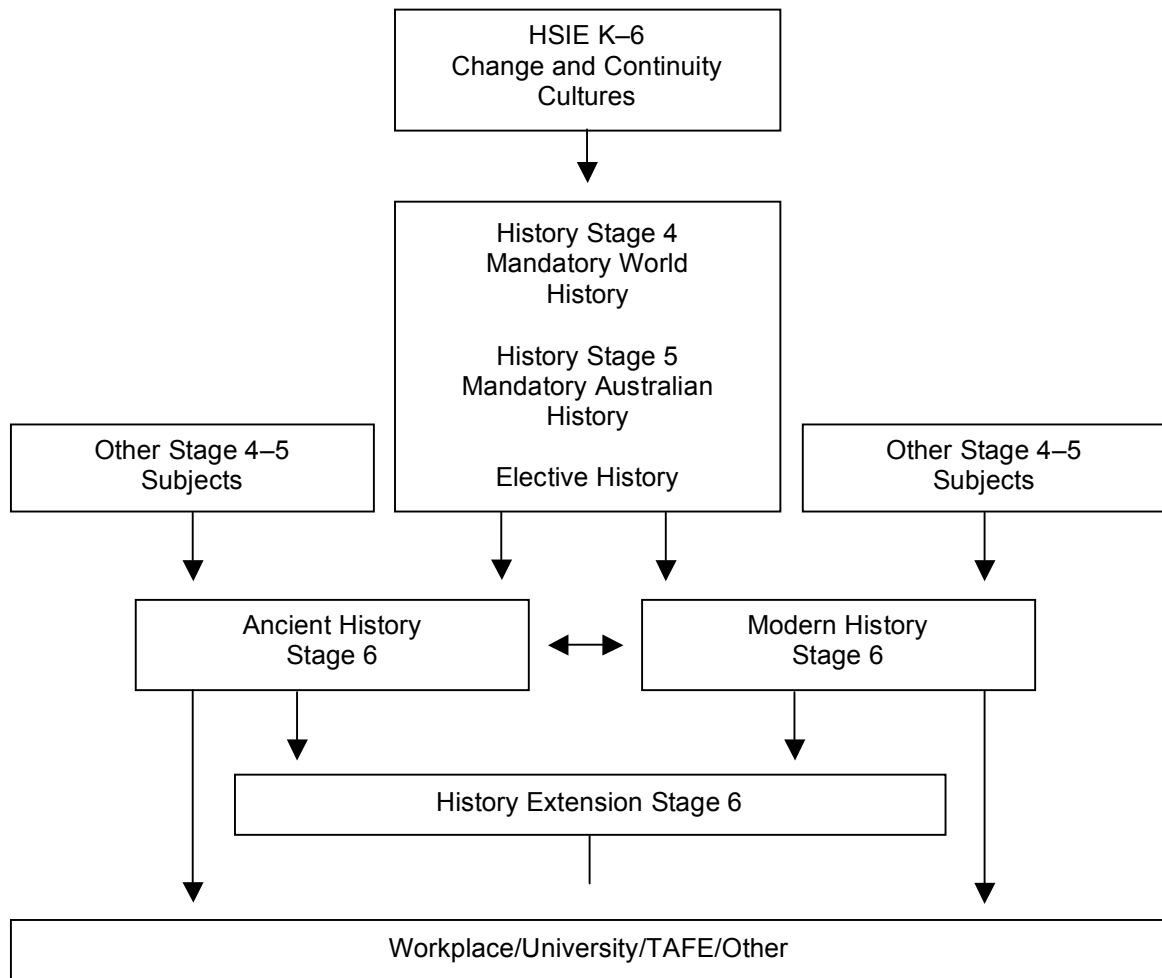 HSIE K–6
Change and Continuity
Cultures
History Stage 4
Mandatory World
History
History Stage 5
Mandatory Australian
History
Elective History
Other Stage 4–5
Subjects
Other Stage 4–5
Subjects
Ancient History
Stage 6
Modern History
Stage 6
History Extension Stage 6
Workplace/University/TAFE/Other